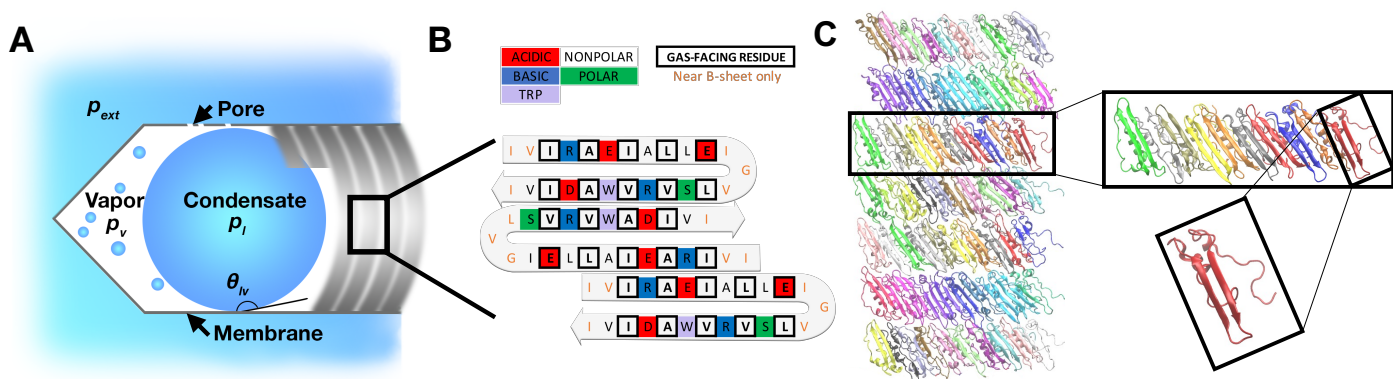 A
p_ext
Pore
Vapor
p_v
Condensate
p_l
θ_lv
Membrane
B
ACIDIC NONPOLAR
BASIC POLAR
TRP
GAS-FACING RESIDUE
Near B-sheet only
I V I R A E I A L L E I
G
I V I D A W V R V S L V
L S V R V W A D I V I
V
G I E L L A I E A R I V I
I V I R A E I A L L E I
G
I V I D A W V R V S L V
C